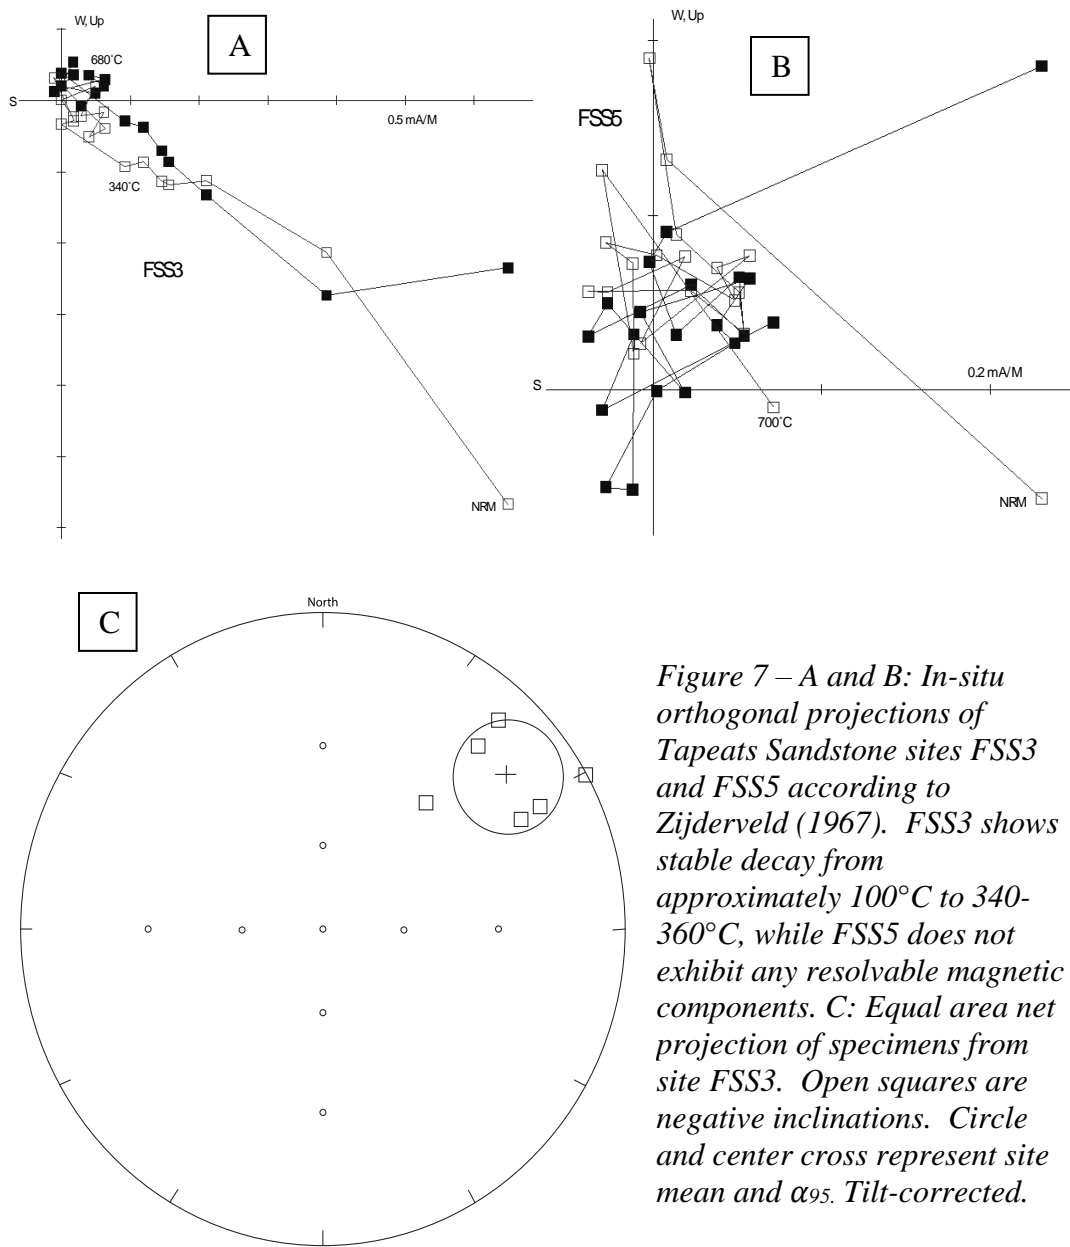 W, Up
A
680°C
S
0.5 mA/M
340°C
FSS3
NRM
W, Up
B
FSS5
S
0.2 mA/M
700°C
NRM
C
North
Figure 7 – A and B: In-situ
orthogonal projections of
Tapeats Sandstone sites FSS3
and FSS5 according to
Zijderveld (1967). FSS3 shows
stable decay from
approximately 100°C to 340-
360°C, while FSS5 does not
exhibit any resolvable magnetic
components. C: Equal area net
projection of specimens from
site FSS3. Open squares are
negative inclinations. Circle
and center cross represent site
mean and α95. Tilt-corrected.